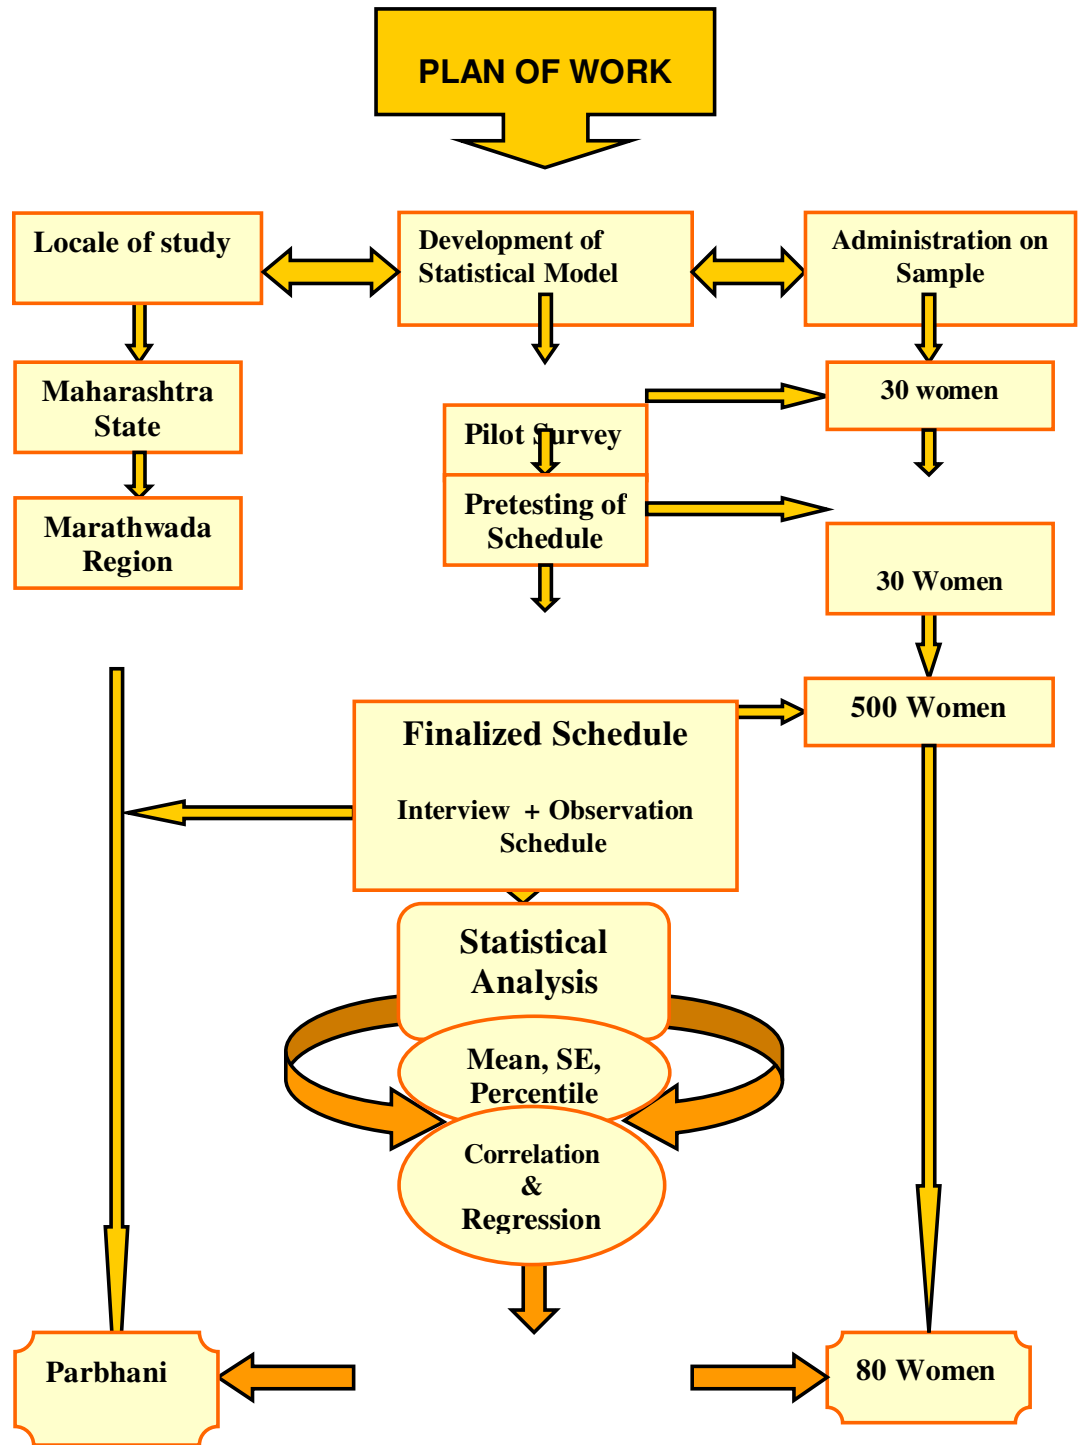 PLAN OF WORK
Locale of study
Development of
Statistical Model
Administration on
Sample
Maharashtra
State
30 women
Pilot Survey
Marathwada
Region
Pretesting of
Schedule
30 Women
500 Women
Finalized Schedule
Interview + Observation
Schedule
Statistical
Analysis
Mean, SE,
Percentile
Correlation
&
Regression
Parbhani
80 Women